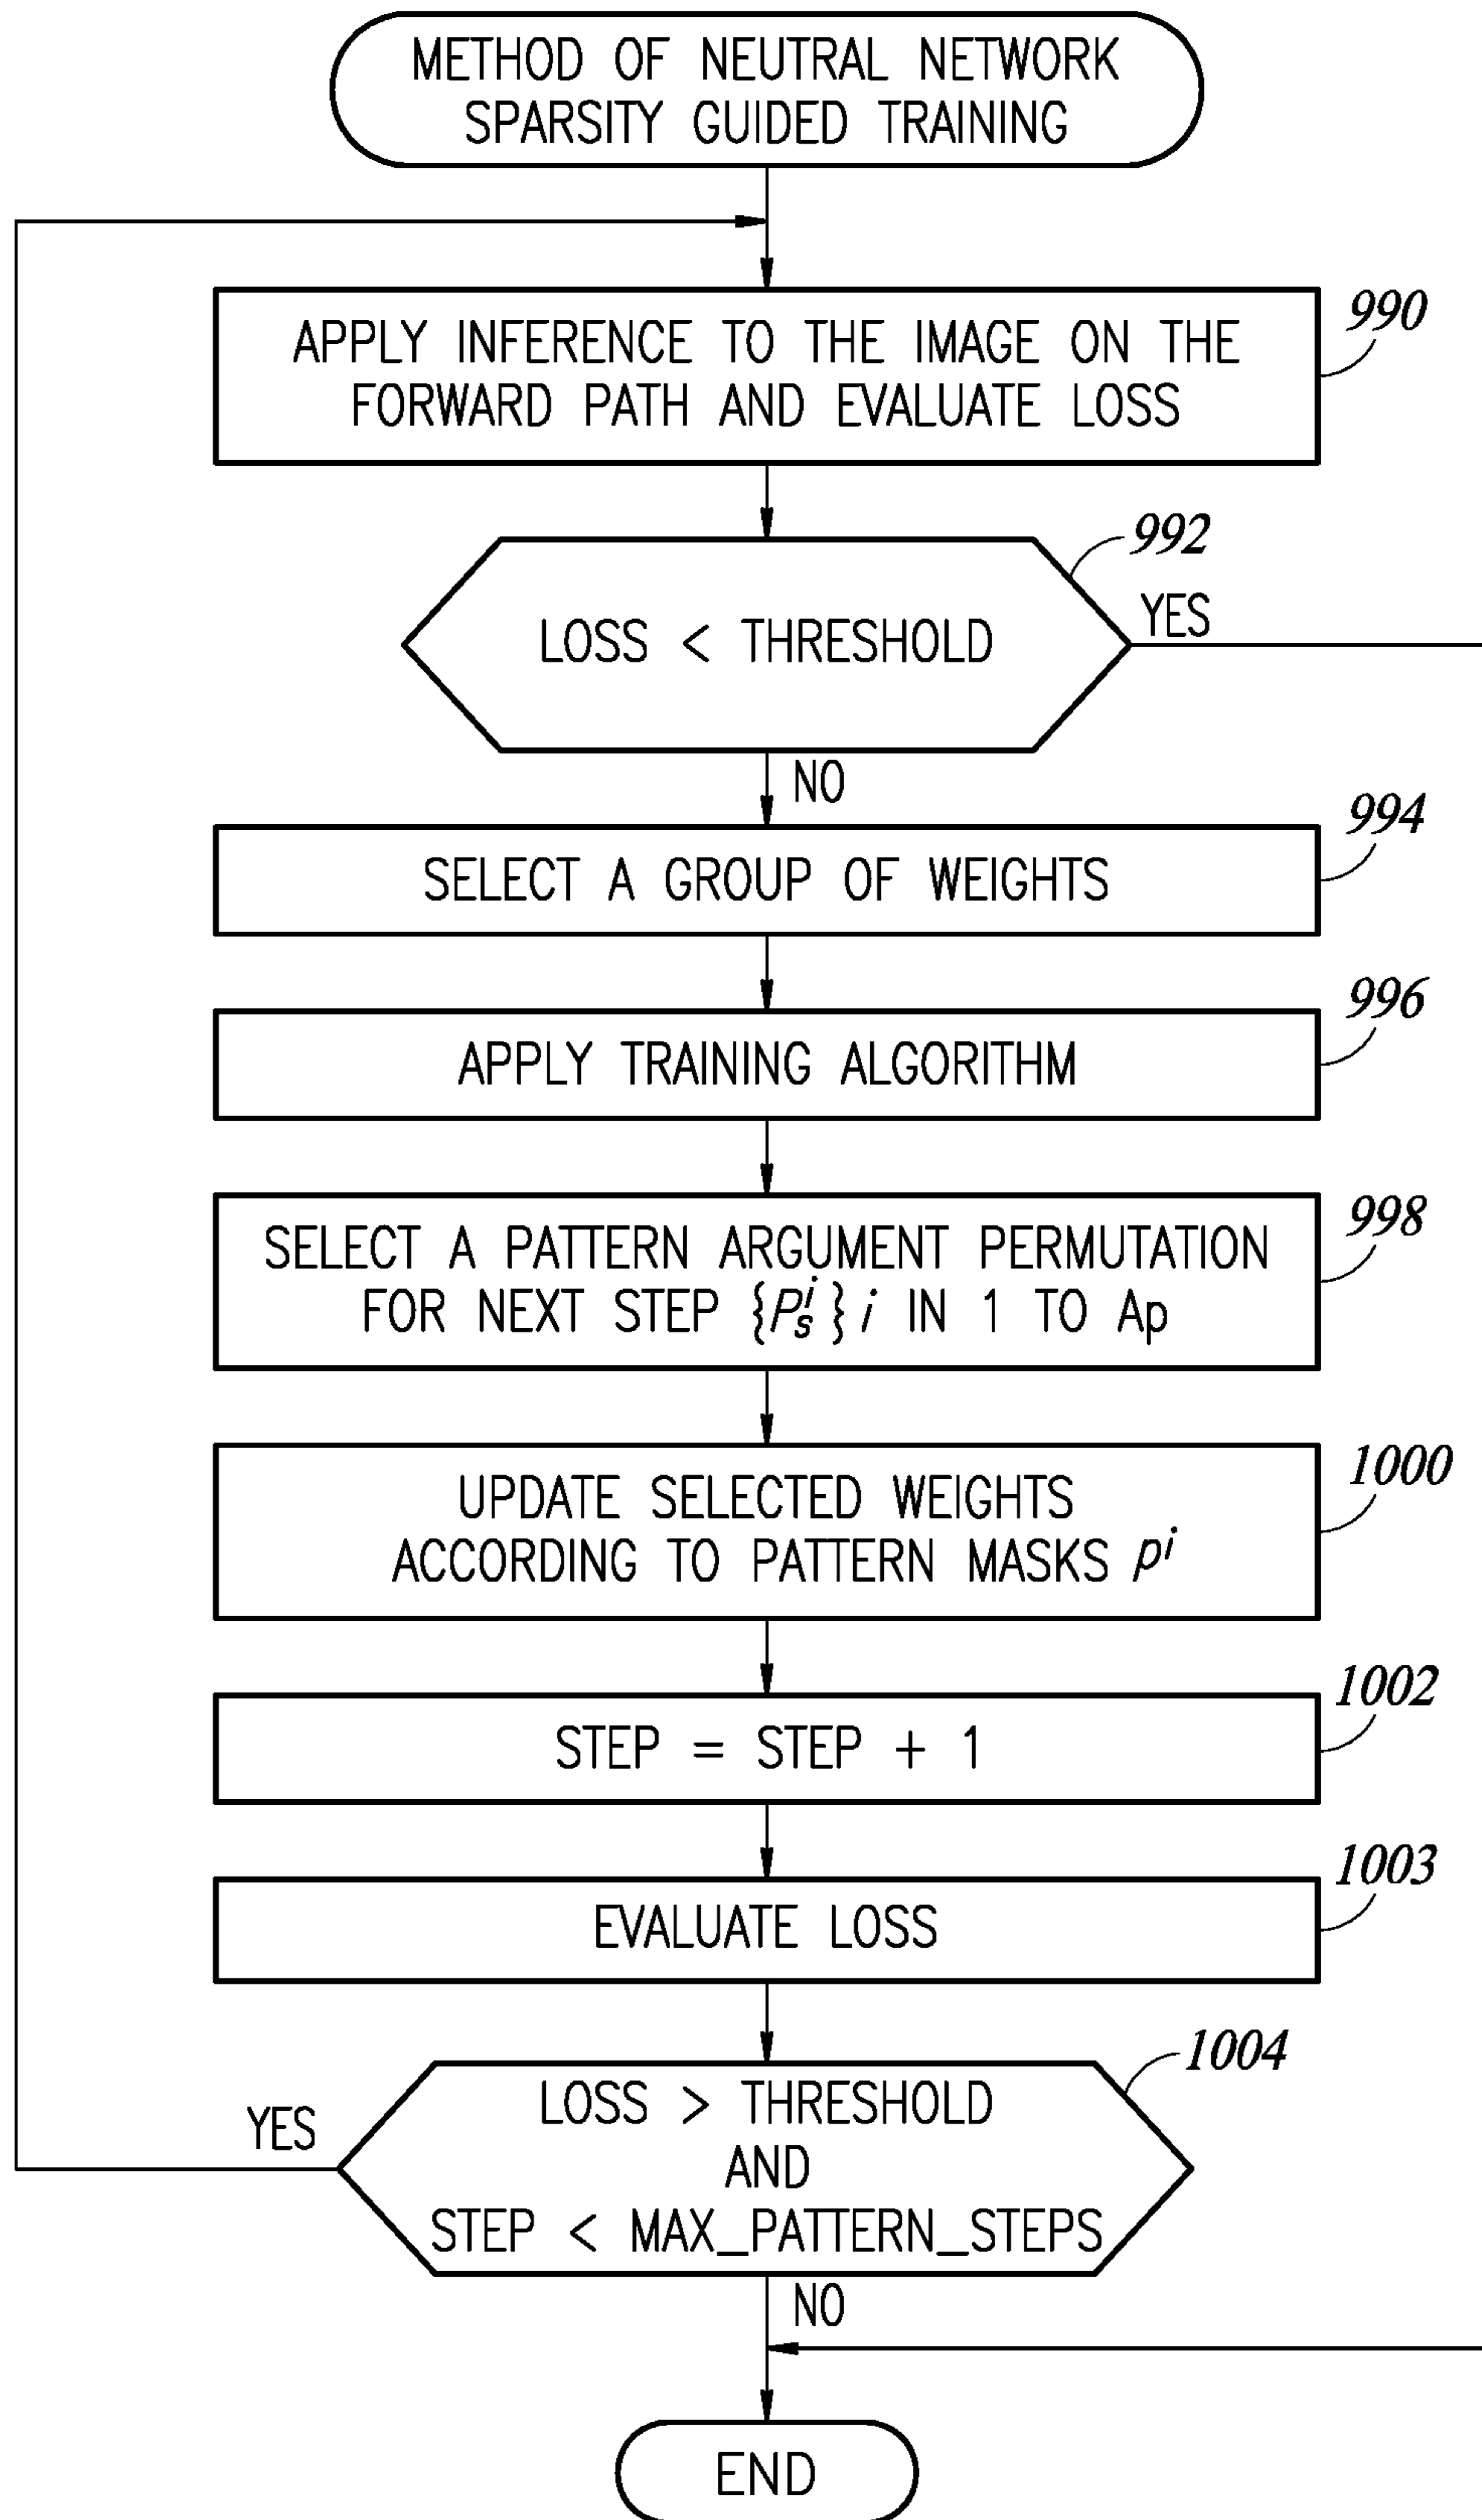 METHOD OF NEUTRAL NETWORK
SPARSITY GUIDED TRAINING
990
APPLY INFERENCE TO THE IMAGE ON THE
FORWARD PATH AND EVALUATE LOSS
992
YES
LOSS < THRESHOLD
NO
994
SELECT A GROUP OF WEIGHTS
996
APPLY TRAINING ALGORITHM
998
SELECT A PATTERN ARGUMENT PERMUTATION
FOR NEXT STEP {P_s^i} i IN 1 TO Ap
1000
UPDATE SELECTED WEIGHTS
ACCORDING TO PATTERN MASKS p^i
1002
STEP = STEP + 1
1003
EVALUATE LOSS
1004
YES
LOSS > THRESHOLD
AND
STEP < MAX_PATTERN_STEPS
NO
END